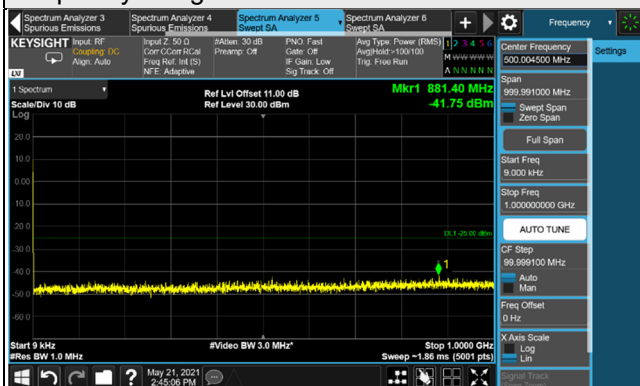 Spectrum Analyzer 3
Spurious Emissions
Spectrum Analyzer 4
Spurious Emissions
Spectrum Analyzer 5
Swept SA
Spectrum Analyzer 6
Swept SA
Frequency
KEYSIGHT
Input: RF
Coupling: DC
Align: Auto
Input Z: 50 Ω
Corr CCorr RCal
Freq Ref: Int (S)
NFE: Adaptive
#Atten: 30 dB
Preamp: Off
PNO: Fast
Gate: Off
IF Gain: Low
Sig Track: Off
Avg Type: Power (RMS)
Avg|Hold:>100/100
Trig: Free Run
1 2 3 4 5 6
M W W W W W
A N N N N N
LXI
1 Spectrum
Scale/Div 10 dB
Log
Ref Lvl Offset 11.00 dB
Ref Level 30.00 dBm
Mkr1 881.40 MHz
-41.75 dBm
20.0
10.0
0.00
-10.0
-20.0
-30.0
-40.0
-50.0
-60.0
DL1 -25.00 dBm
1
Start 9 kHz
#Res BW 1.0 MHz
#Video BW 3.0 MHz*
Stop 1.0000 GHz
Sweep ~1.86 ms (5001 pts)
Center Frequency
500.004500 MHz
Settings
Span
999.991000 MHz
Swept Span
Zero Span
Full Span
Start Freq
9.000 kHz
Stop Freq
1.000000000 GHz
AUTO TUNE
CF Step
99.999100 MHz
Auto
Man
Freq Offset
0 Hz
X Axis Scale
Log
Lin
Signal Track
May 21, 2021
2:45:06 PM